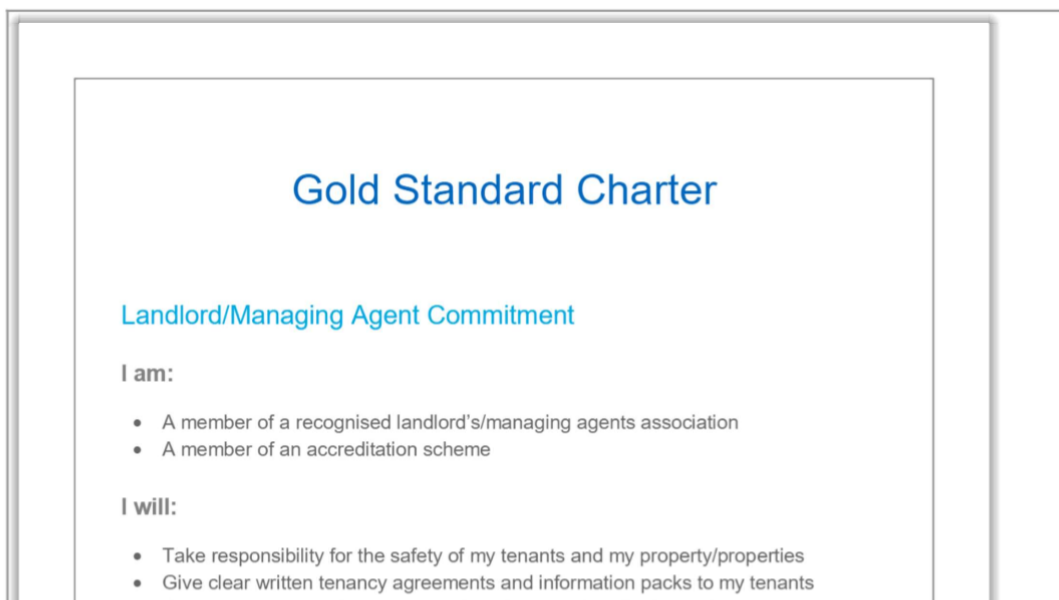 Gold Standard Charter
Landlord/Managing Agent Commitment
I am:
• A member of a recognised landlord's/managing agents association
• A member of an accreditation scheme
I will:
• Take responsibility for the safety of my tenants and my property/properties
• Give clear written tenancy agreements and information packs to my tenants